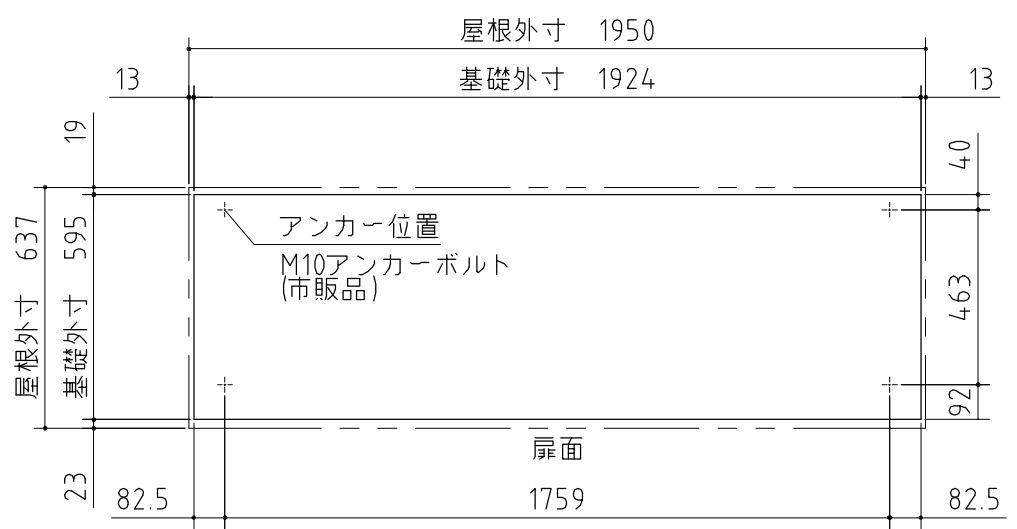 屋根外寸 1950
13
基礎外寸 1924
13
19
40
アンカー位置
M10アンカーボルト
(市販品)
屋根外寸 637
基礎外寸 595
463
92
扉面
23
82.5
1759
82.5